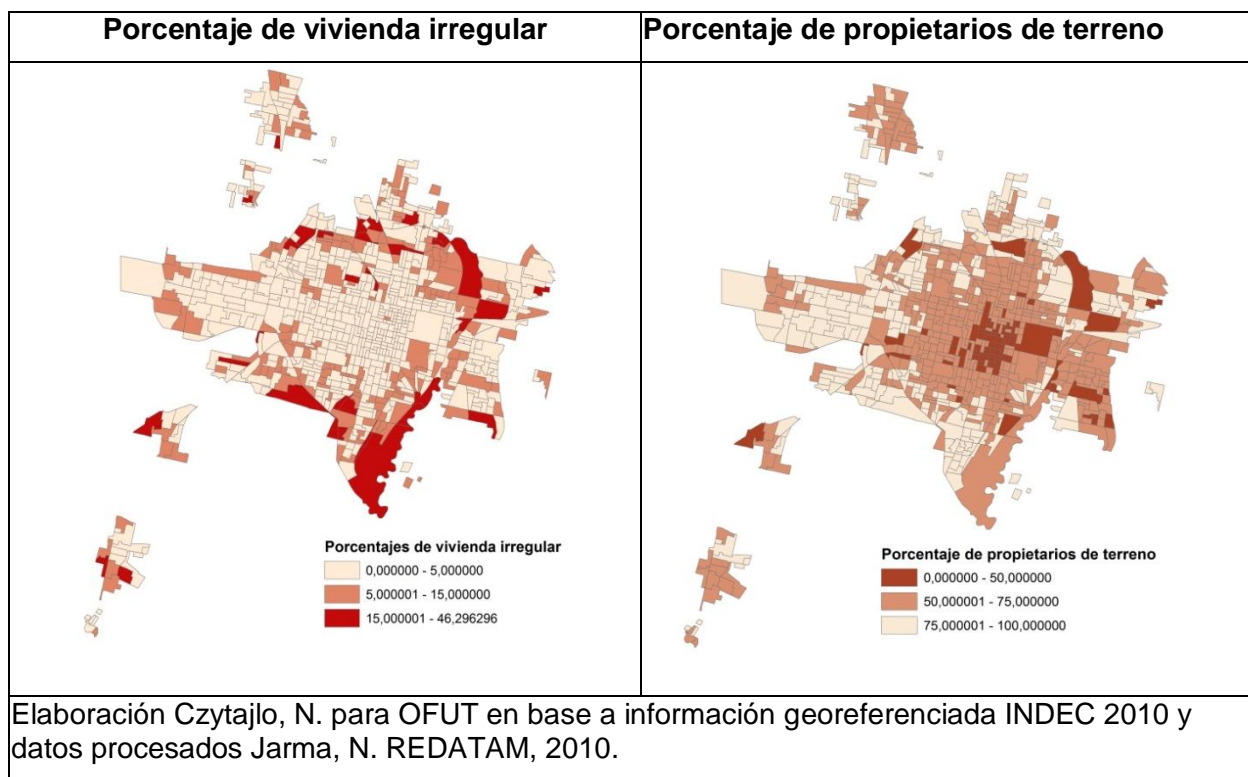 Porcentaje de vivienda irregular
Porcentaje de propietarios de terreno
Porcentajes de vivienda irregular
0,000000 - 5,000000
5,000001 - 15,000000
15,000001 - 46,296296
Porcentaje de propietarios de terreno
0,000000 - 50,000000
50,000001 - 75,000000
75,000001 - 100,000000
Elaboración Czytajlo, N. para OFUT en base a información georeferenciada INDEC 2010 y
datos procesados Jarma, N. REDATAM, 2010.